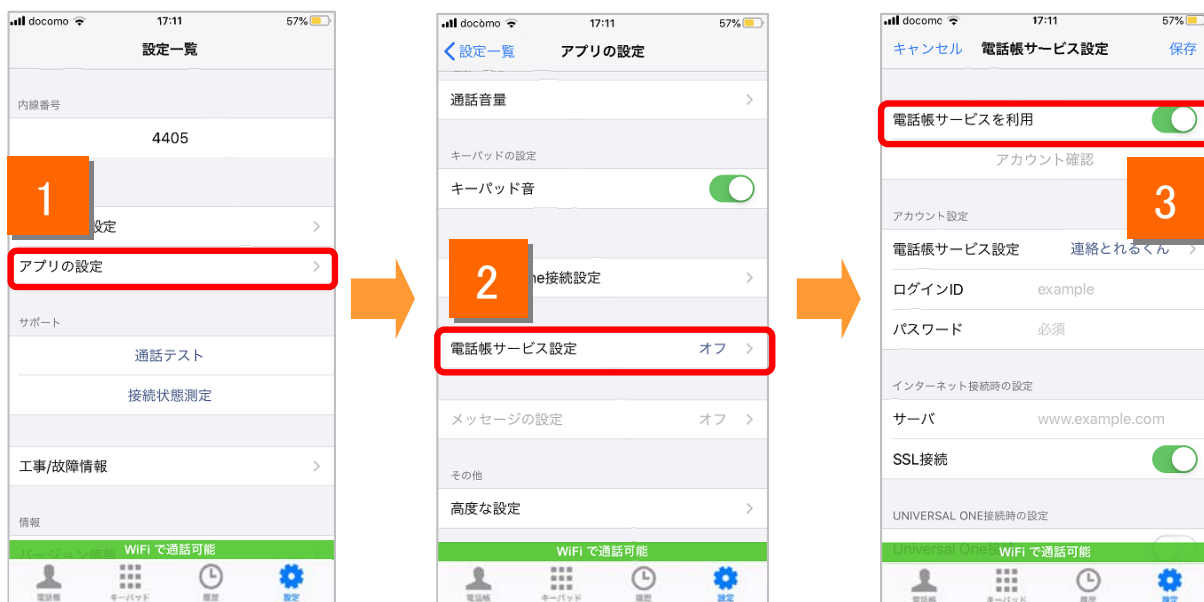 docomo 17:11 57%
設定一覧
内線番号
4405
1
設定
アプリの設定
サポート
通話テスト
接続状態測定
工事/故障情報
情報
バージョン情報
WiFi で通話可能
電話帳 キーパッド 履歴 設定
docomo 17:11 57%
設定一覧 アプリの設定
通話音量
キーパッドの設定
キーパッド音
2
ne接続設定
電話帳サービス設定 オフ
メッセージの設定 オフ
その他
高度な設定
WiFi で通話可能
電話帳 キーパッド 履歴 設定
docomo 17:11 57%
キャンセル 電話帳サービス設定 保存
電話帳サービスを利用
アカウント確認
3
アカウント設定
電話帳サービス設定 連絡とれるくん
ログインID example
パスワード 必須
インターネット接続時の設定
サーバ www.example.com
SSL接続
UNIVERSAL ONE接続時の設定
Universal One
WiFi で通話可能
電話帳 キーパッド 履歴 設定